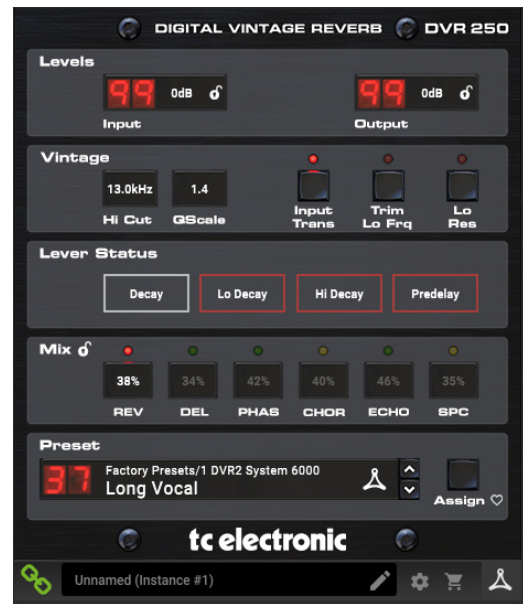 DIGITAL VINTAGE REVERB DVR 250
Levels
99 0dB 99 0dB
Input Output
Vintage
13.0kHz 1.4
Hi Cut QScale Input Trans Trim Lo Frq Lo Res
Lever Status
Decay Lo Decay Hi Decay Predelay
Mix
38% 34% 42% 40% 46% 35%
REV DEL PHAS CHOR ECHO SPC
Preset
37 Factory Presets/1 DVR2 System 6000
Long Vocal
Assign
tc electronic
Unnamed (Instance #1)